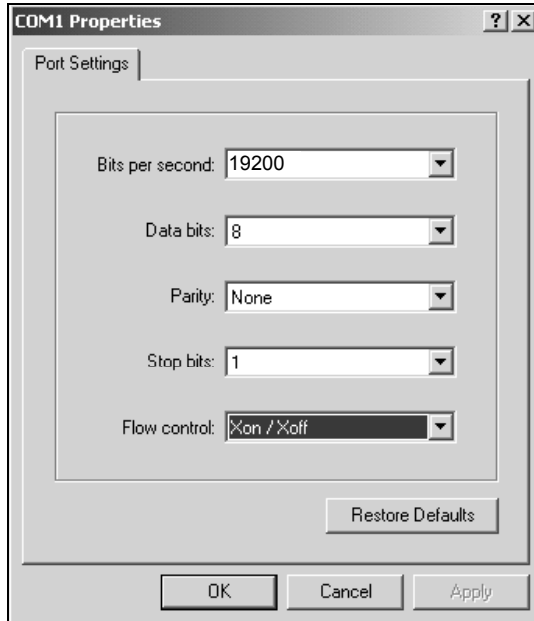 COM1 Properties
Port Settings
Bits per second: 19200
Data bits: 8
Parity: None
Stop bits: 1
Flow control: Xon / Xoff
Restore Defaults
OK Cancel Apply